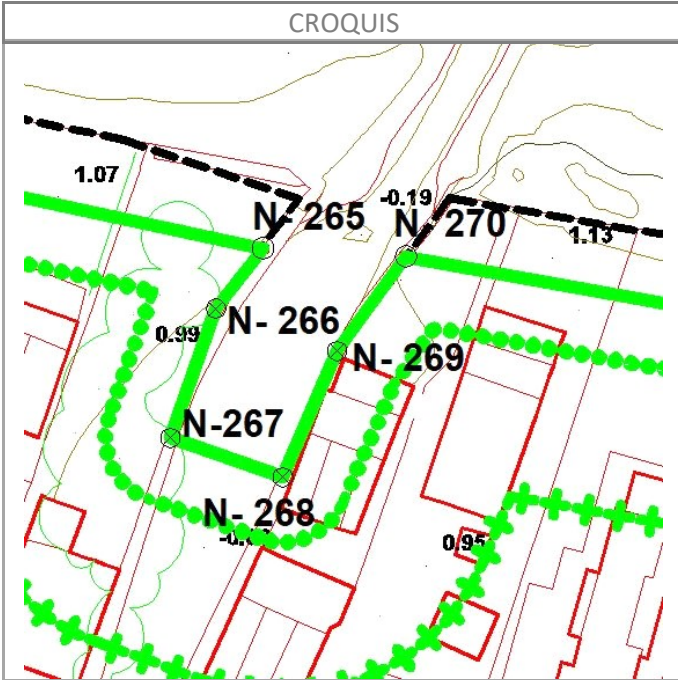 CROQUIS
1.07
-0.19
N- 265
N- 270
1.13
N- 266
0.99
N- 269
N-267
N- 268
0.95